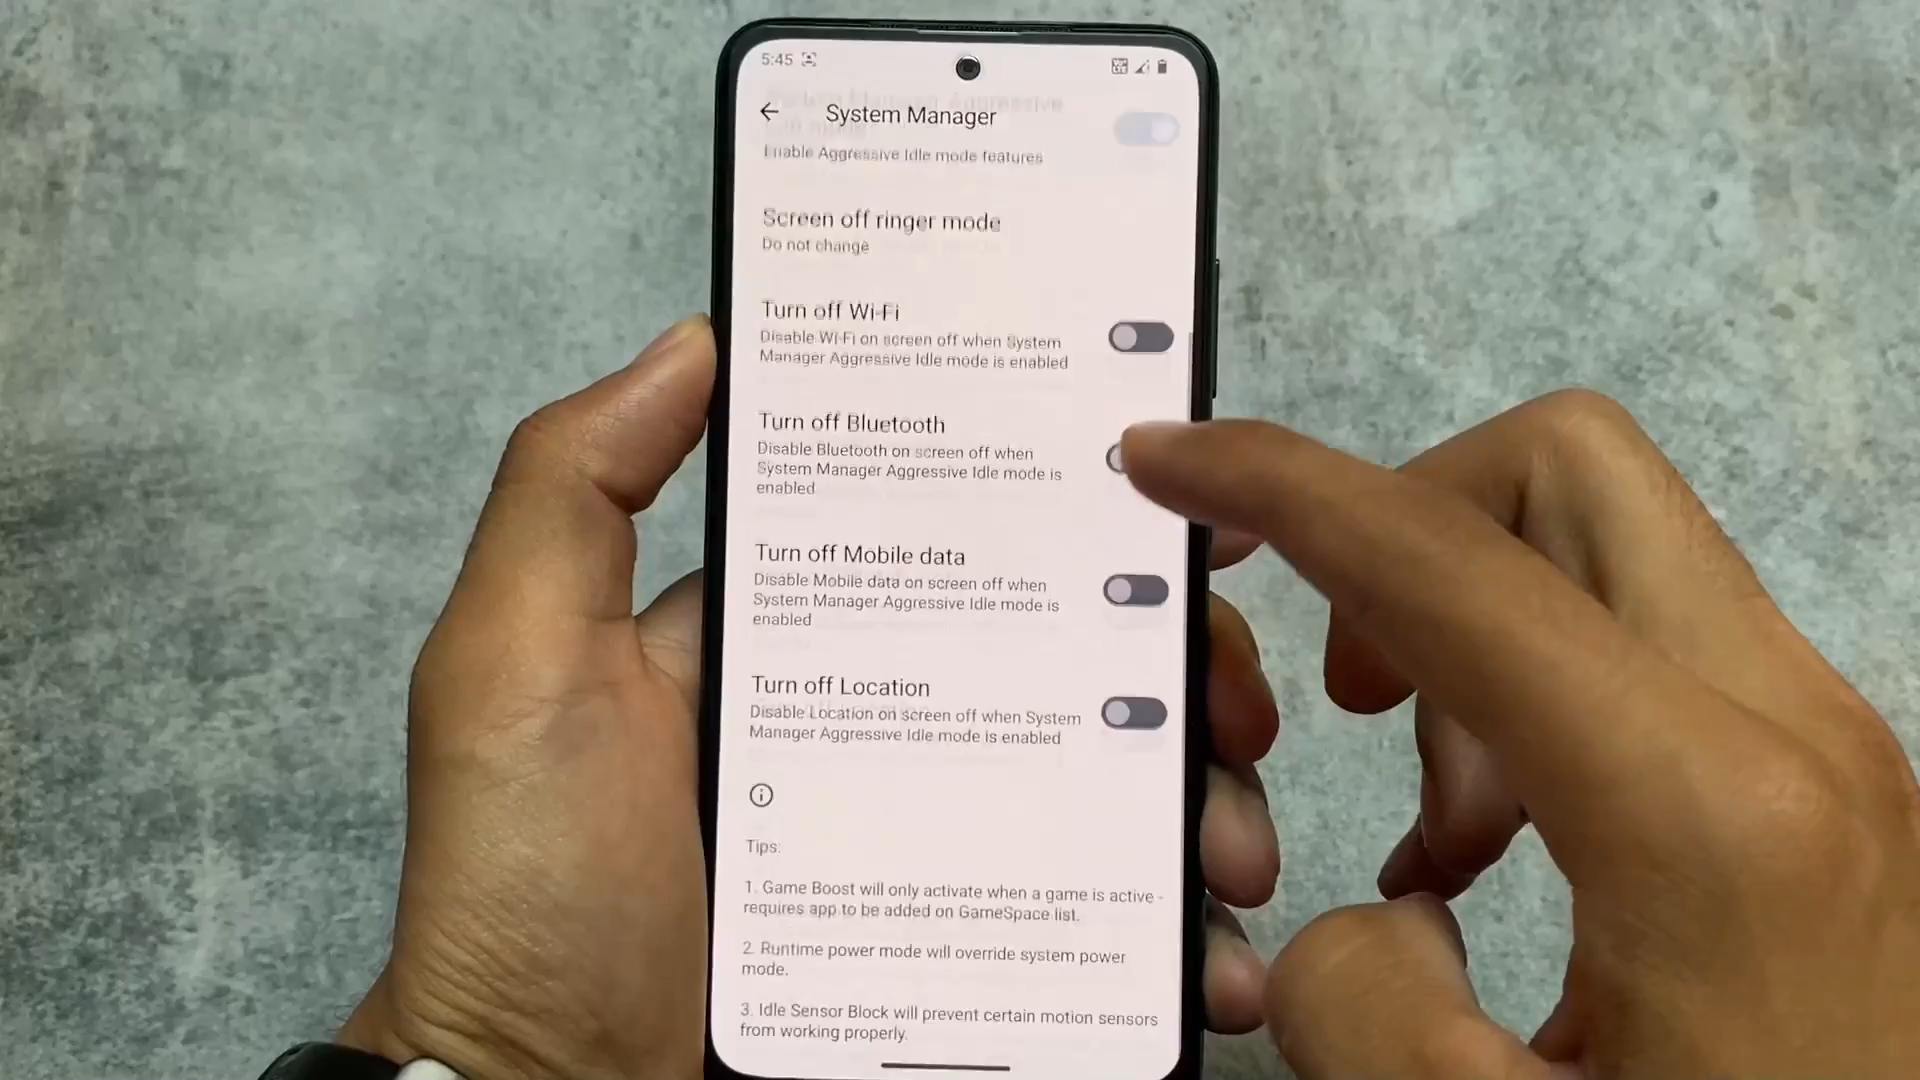 5:45
System Manager
Enable Aggressive Idle mode features
Screen off ringer mode
Do not change
Turn off Wi-Fi
Disable Wi-Fi on screen off when System
Manager Aggressive Idle mode is enabled
Turn off Bluetooth
Disable Bluetooth on screen off when
System Manager Aggressive Idle mode is
enabled
Turn off Mobile data
Disable Mobile data on screen off when
System Manager Aggressive Idle mode is
enabled
Turn off Location
Disable Location on screen off when System
Manager Aggressive Idle mode is enabled
Tips:
1. Game Boost will only activate when a game is active -
requires app to be added on GameSpace list.
2. Runtime power mode will override system power
mode.
3. Idle Sensor Block will prevent certain motion sensors
from working properly.